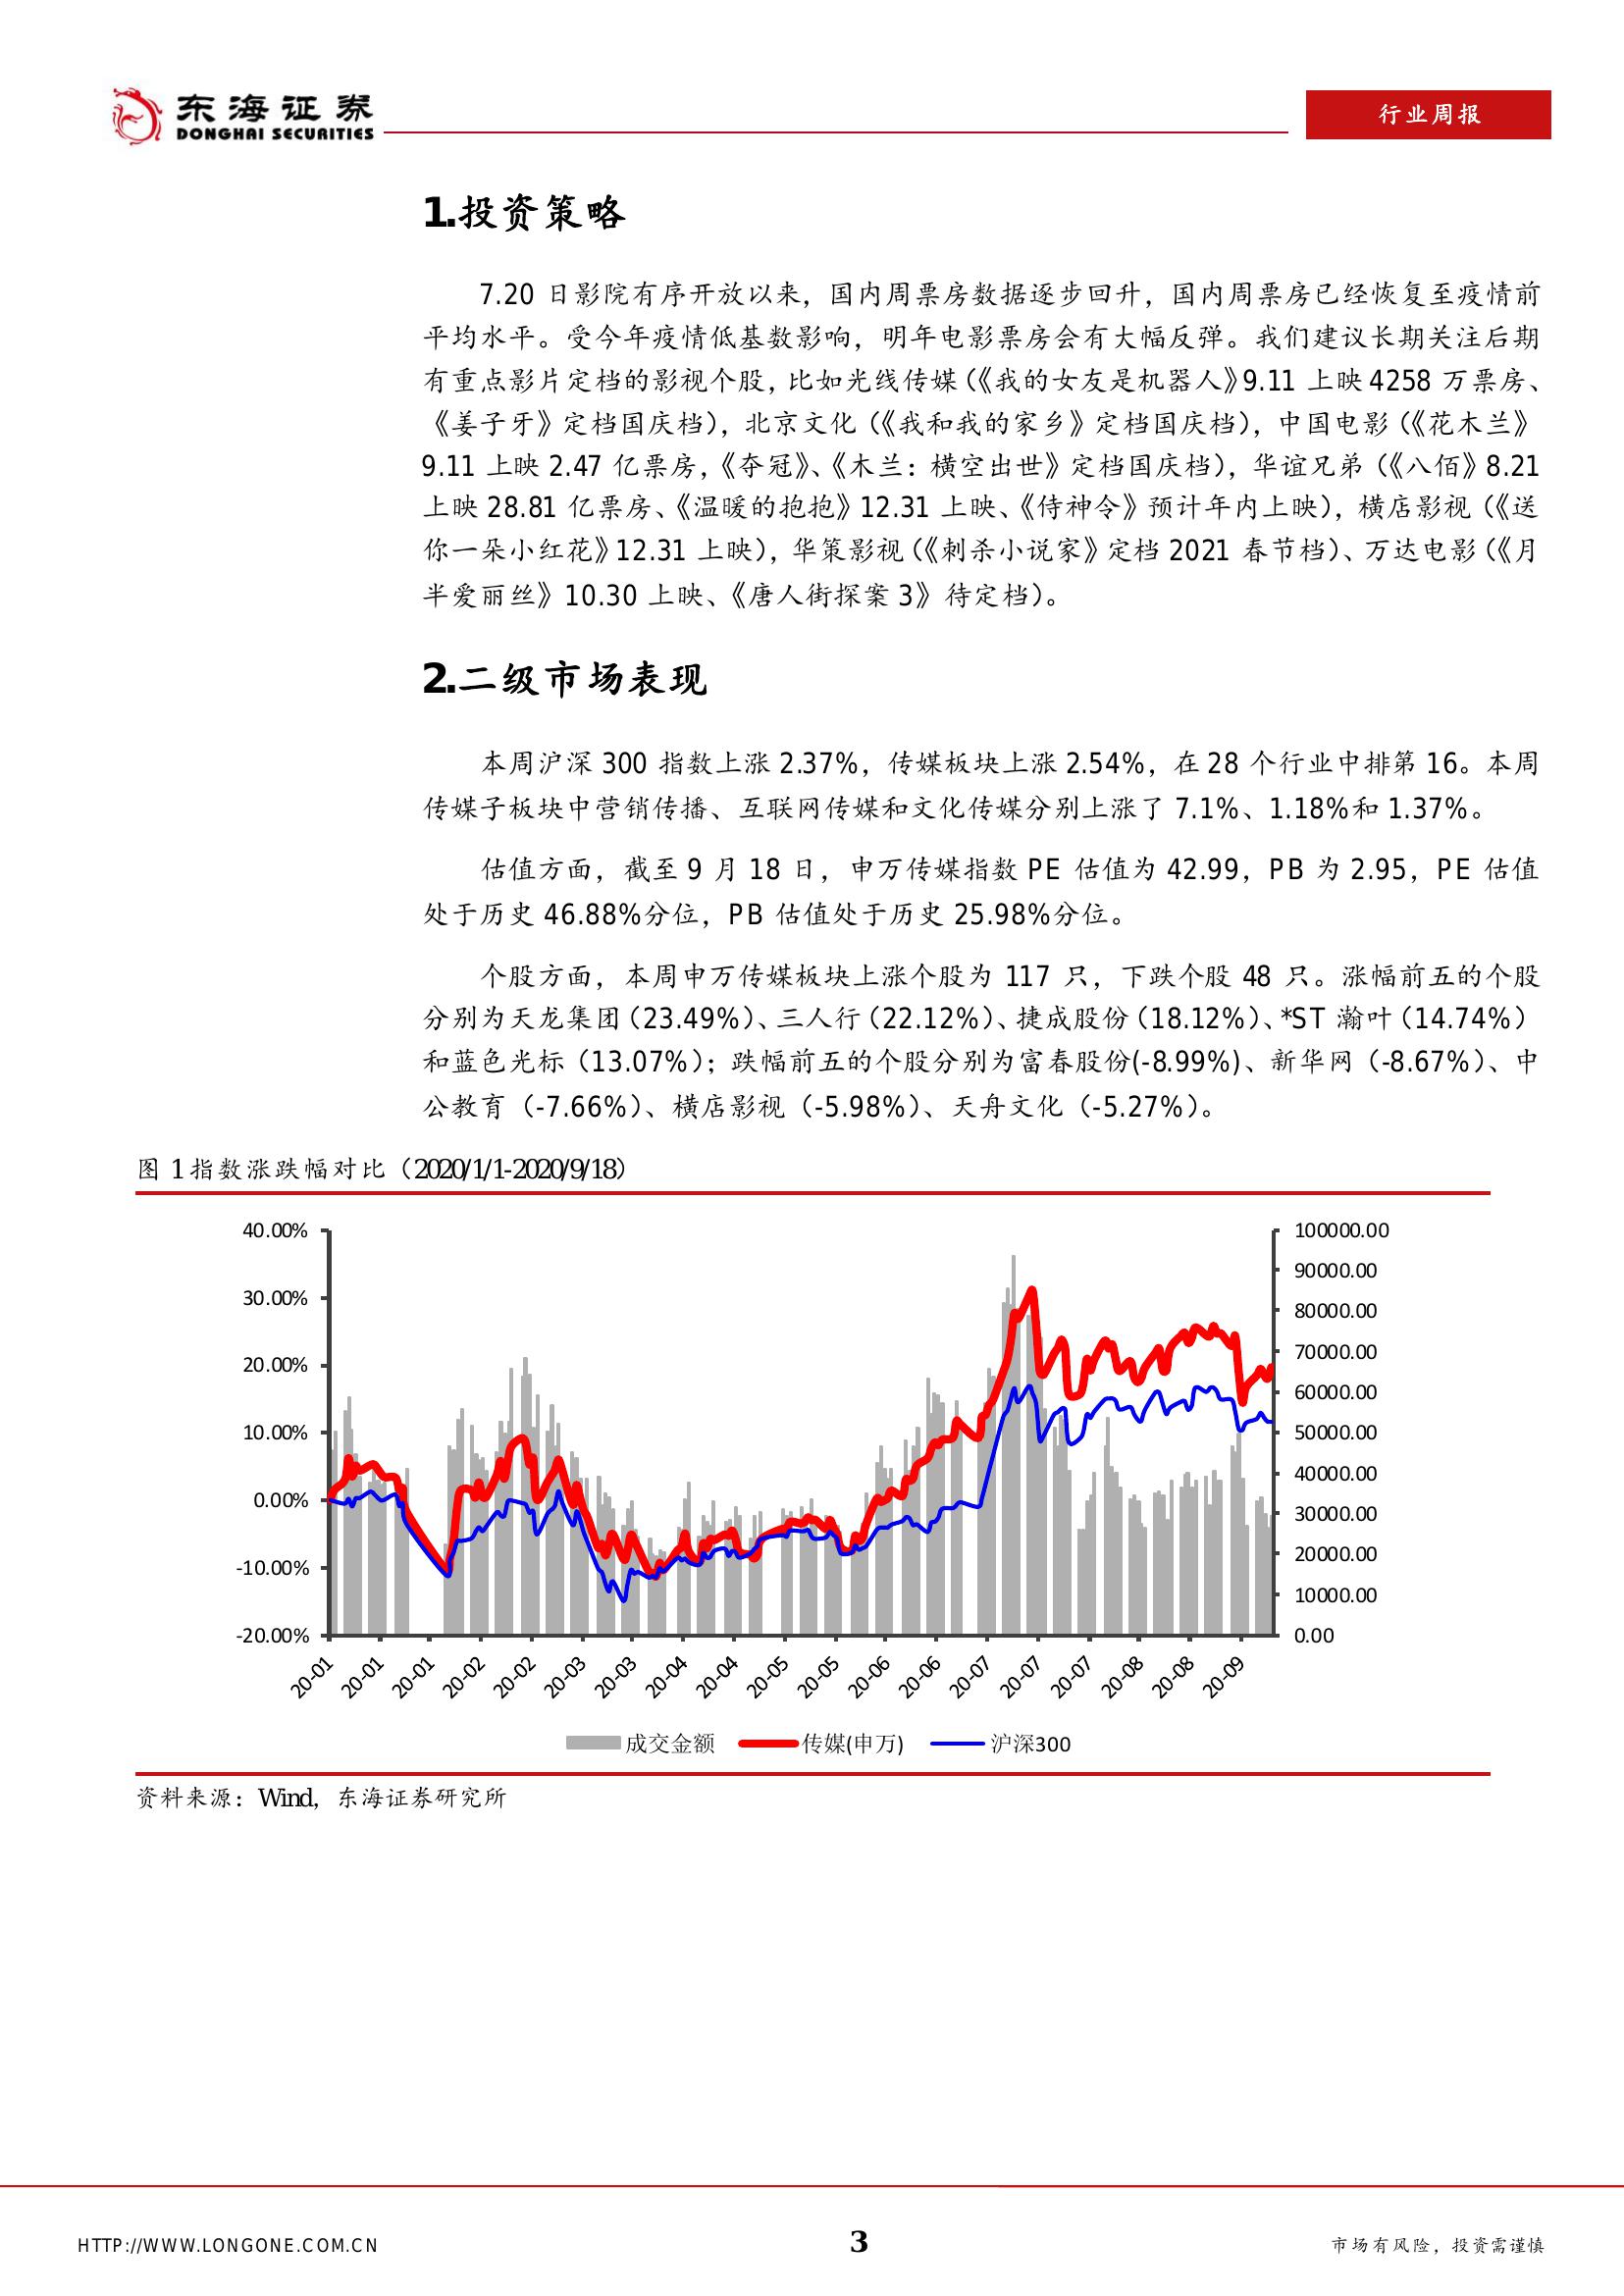 东海证券
DONGHAI SECURITIES
行业周报
1.投资策略
7.20 日影院有序开放以来，国内周票房数据逐步回升，国内周票房已经恢复至疫情前
平均水平。受今年疫情低基数影响，明年电影票房会有大幅反弹。我们建议长期关注后期
有重点影片定档的影视个股，比如光线传媒（《我的女友是机器人》9.11 上映 4258 万票房、
《姜子牙》定档国庆档），北京文化（《我和我的家乡》定档国庆档），中国电影（《花木兰》
9.11 上映 2.47 亿票房，《夺冠》、《木兰：横空出世》定档国庆档），华谊兄弟（《八佰》8.21
上映 28.81 亿票房、《温暖的抱抱》12.31 上映、《侍神令》预计年内上映），横店影视（《送
你一朵小红花》12.31 上映），华策影视（《刺杀小说家》定档 2021 春节档）、万达电影（《月
半爱丽丝》10.30 上映、《唐人街探案 3》待定档）。
2.二级市场表现
本周沪深 300 指数上涨 2.37%，传媒板块上涨 2.54%，在 28 个行业中排第 16。本周
传媒子板块中营销传播、互联网传媒和文化传媒分别上涨了 7.1%、1.18%和 1.37%。
估值方面，截至 9 月 18 日，申万传媒指数 PE 估值为 42.99，PB 为 2.95，PE 估值
处于历史 46.88%分位，PB 估值处于历史 25.98%分位。
个股方面，本周申万传媒板块上涨个股为 117 只，下跌个股 48 只。涨幅前五的个股
分别为天龙集团（23.49%）、三人行（22.12%）、捷成股份（18.12%）、*ST 瀚叶（14.74%）
和蓝色光标（13.07%）；跌幅前五的个股分别为富春股份(-8.99%)、新华网（-8.67%）、中
公教育（-7.66%）、横店影视（-5.98%）、天舟文化（-5.27%）。
图 1 指数涨跌幅对比（2020/1/1-2020/9/18）
40.00%
30.00%
20.00%
10.00%
0.00%
-10.00%
-20.00%
100000.00
90000.00
80000.00
70000.00
60000.00
50000.00
40000.00
30000.00
20000.00
10000.00
0.00
20-01
20-01
20-01
20-02
20-02
20-03
20-03
20-04
20-04
20-05
20-05
20-06
20-06
20-07
20-07
20-07
20-08
20-08
20-09
成交金额 传媒(申万) 沪深300
资料来源：Wind，东海证券研究所
HTTP://WWW.LONGONE.COM.CN
3
市场有风险，投资需谨慎